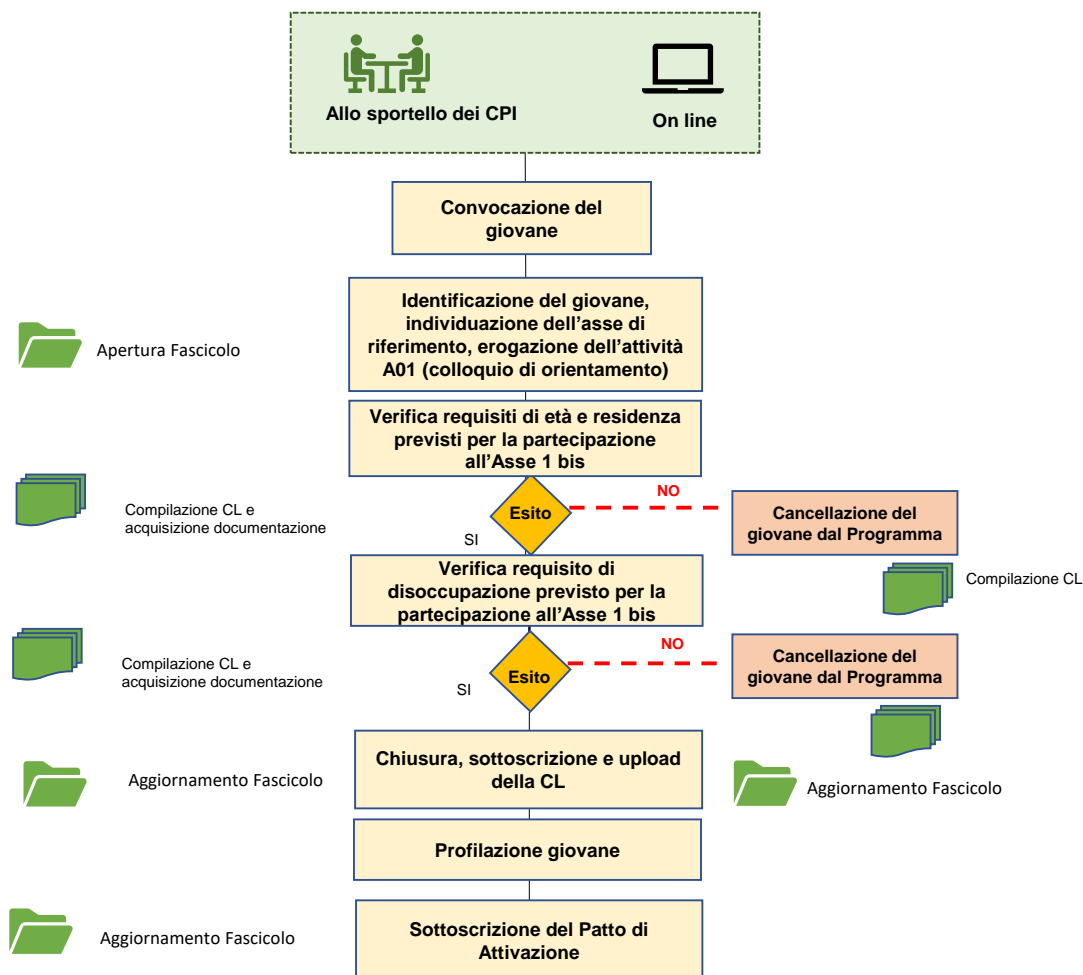 Allo sportello dei CPI
On line
Convocazione del
giovane
Identificazione del giovane,
individuazione dell'asse di
riferimento, erogazione dell'attività
A01 (colloquio di orientamento)
Apertura Fascicolo
Verifica requisiti di età e residenza
previsti per la partecipazione
all'Asse 1 bis
NO
Compilazione CL e
acquisizione documentazione
Esito
Cancellazione del
giovane dal Programma
SI
Verifica requisito di
disoccupazione previsto per la
partecipazione all'Asse 1 bis
Compilazione CL
NO
Compilazione CL e
acquisizione documentazione
Esito
Cancellazione del
giovane dal Programma
SI
Chiusura, sottoscrizione e upload
della CL
Aggiornamento Fascicolo
Aggiornamento Fascicolo
Profilazione giovane
Sottoscrizione del Patto di
Attivazione
Aggiornamento Fascicolo